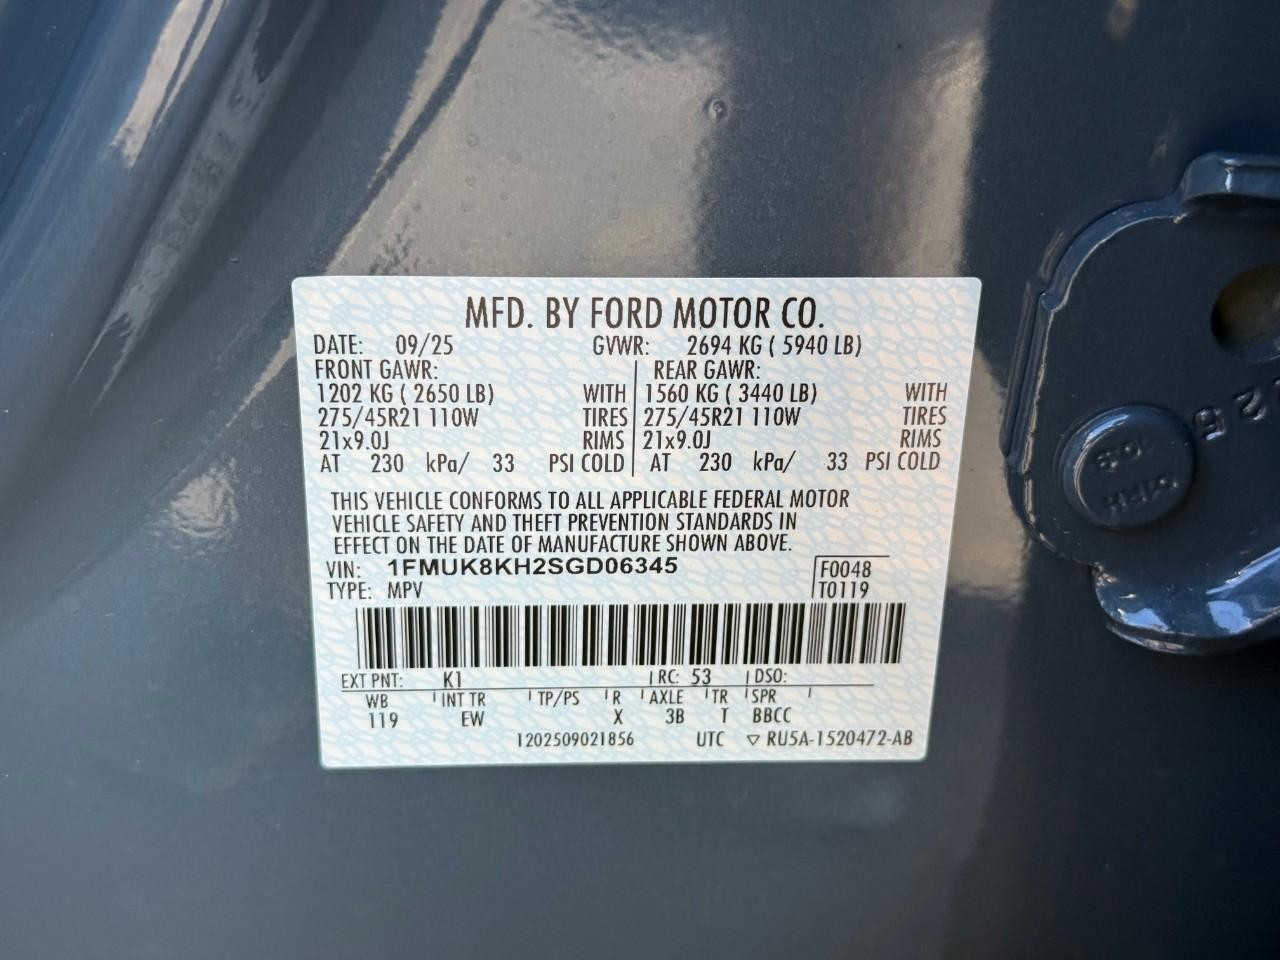 MFD. BY FORD MOTOR CO.
DATE: 09/25 GVWR: 2694 KG ( 5940 LB)
FRONT GAWR: REAR GAWR:
1202 KG ( 2650 LB) WITH 1560 KG ( 3440 LB) WITH
275/45R21 110W TIRES 275/45R21 110W TIRES
21x9.0J RIMS 21x9.0J RIMS
AT 230 kPa/ 33 PSI COLD AT 230 kPa/ 33 PSI COLD
THIS VEHICLE CONFORMS TO ALL APPLICABLE FEDERAL MOTOR
VEHICLE SAFETY AND THEFT PREVENTION STANDARDS IN
EFFECT ON THE DATE OF MANUFACTURE SHOWN ABOVE.
VIN: 1FMUK8KH2SGD06345 F0048
TYPE: MPV T0119
EXT PNT: K1 RC: 53 DSO:
WB INT TR TP/PS R AXLE TR SPR
119 EW X 3B T BBCC
1202509021856 UTC ▽ RU5A-1520472-AB